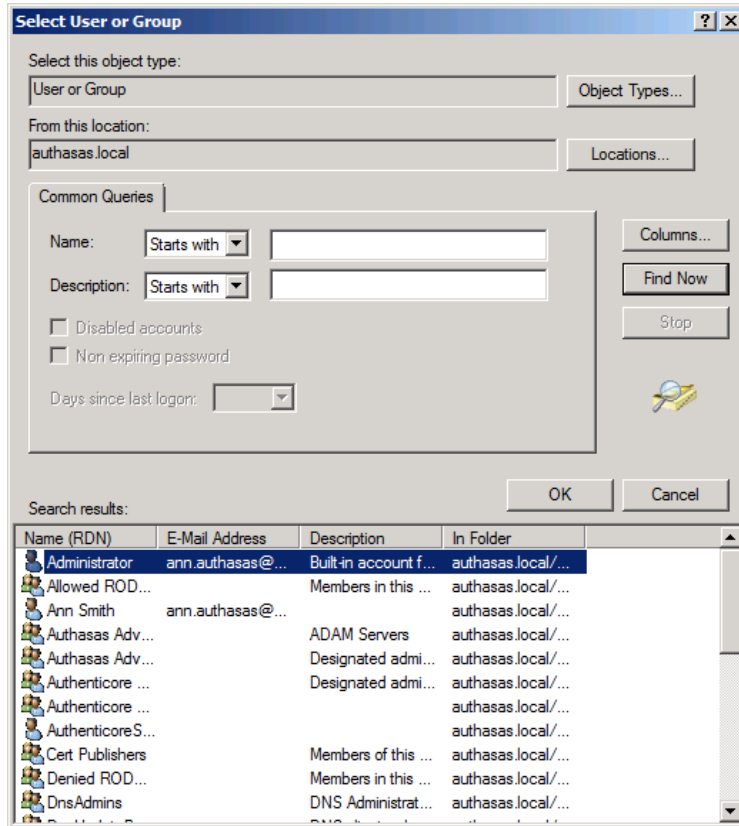 Select User or Group
Select this object type:
User or Group
Object Types...
From this location:
authasas.local
Locations...
Common Queries
Name: Starts with
Columns...
Description: Starts with
Find Now
Disabled accounts
Stop
Non expiring password
Days since last logon:
OK Cancel
Search results:
Name (RDN) E-Mail Address Description In Folder
Administrator ann.authasas@... Built-in account f... authasas.local/...
Allowed ROD... Members in this ... authasas.local/...
Ann Smith ann.authasas@... authasas.local/...
Authasas Adv... ADAM Servers authasas.local/...
Authasas Adv... Designated admi... authasas.local/...
Authenticore ... Designated admi... authasas.local/...
Authenticore ... authasas.local/...
AuthenticoreS... authasas.local/...
Cert Publishers Members of this ... authasas.local/...
Denied ROD... Members in this ... authasas.local/...
DnsAdmins DNS Administrat... authasas.local/...